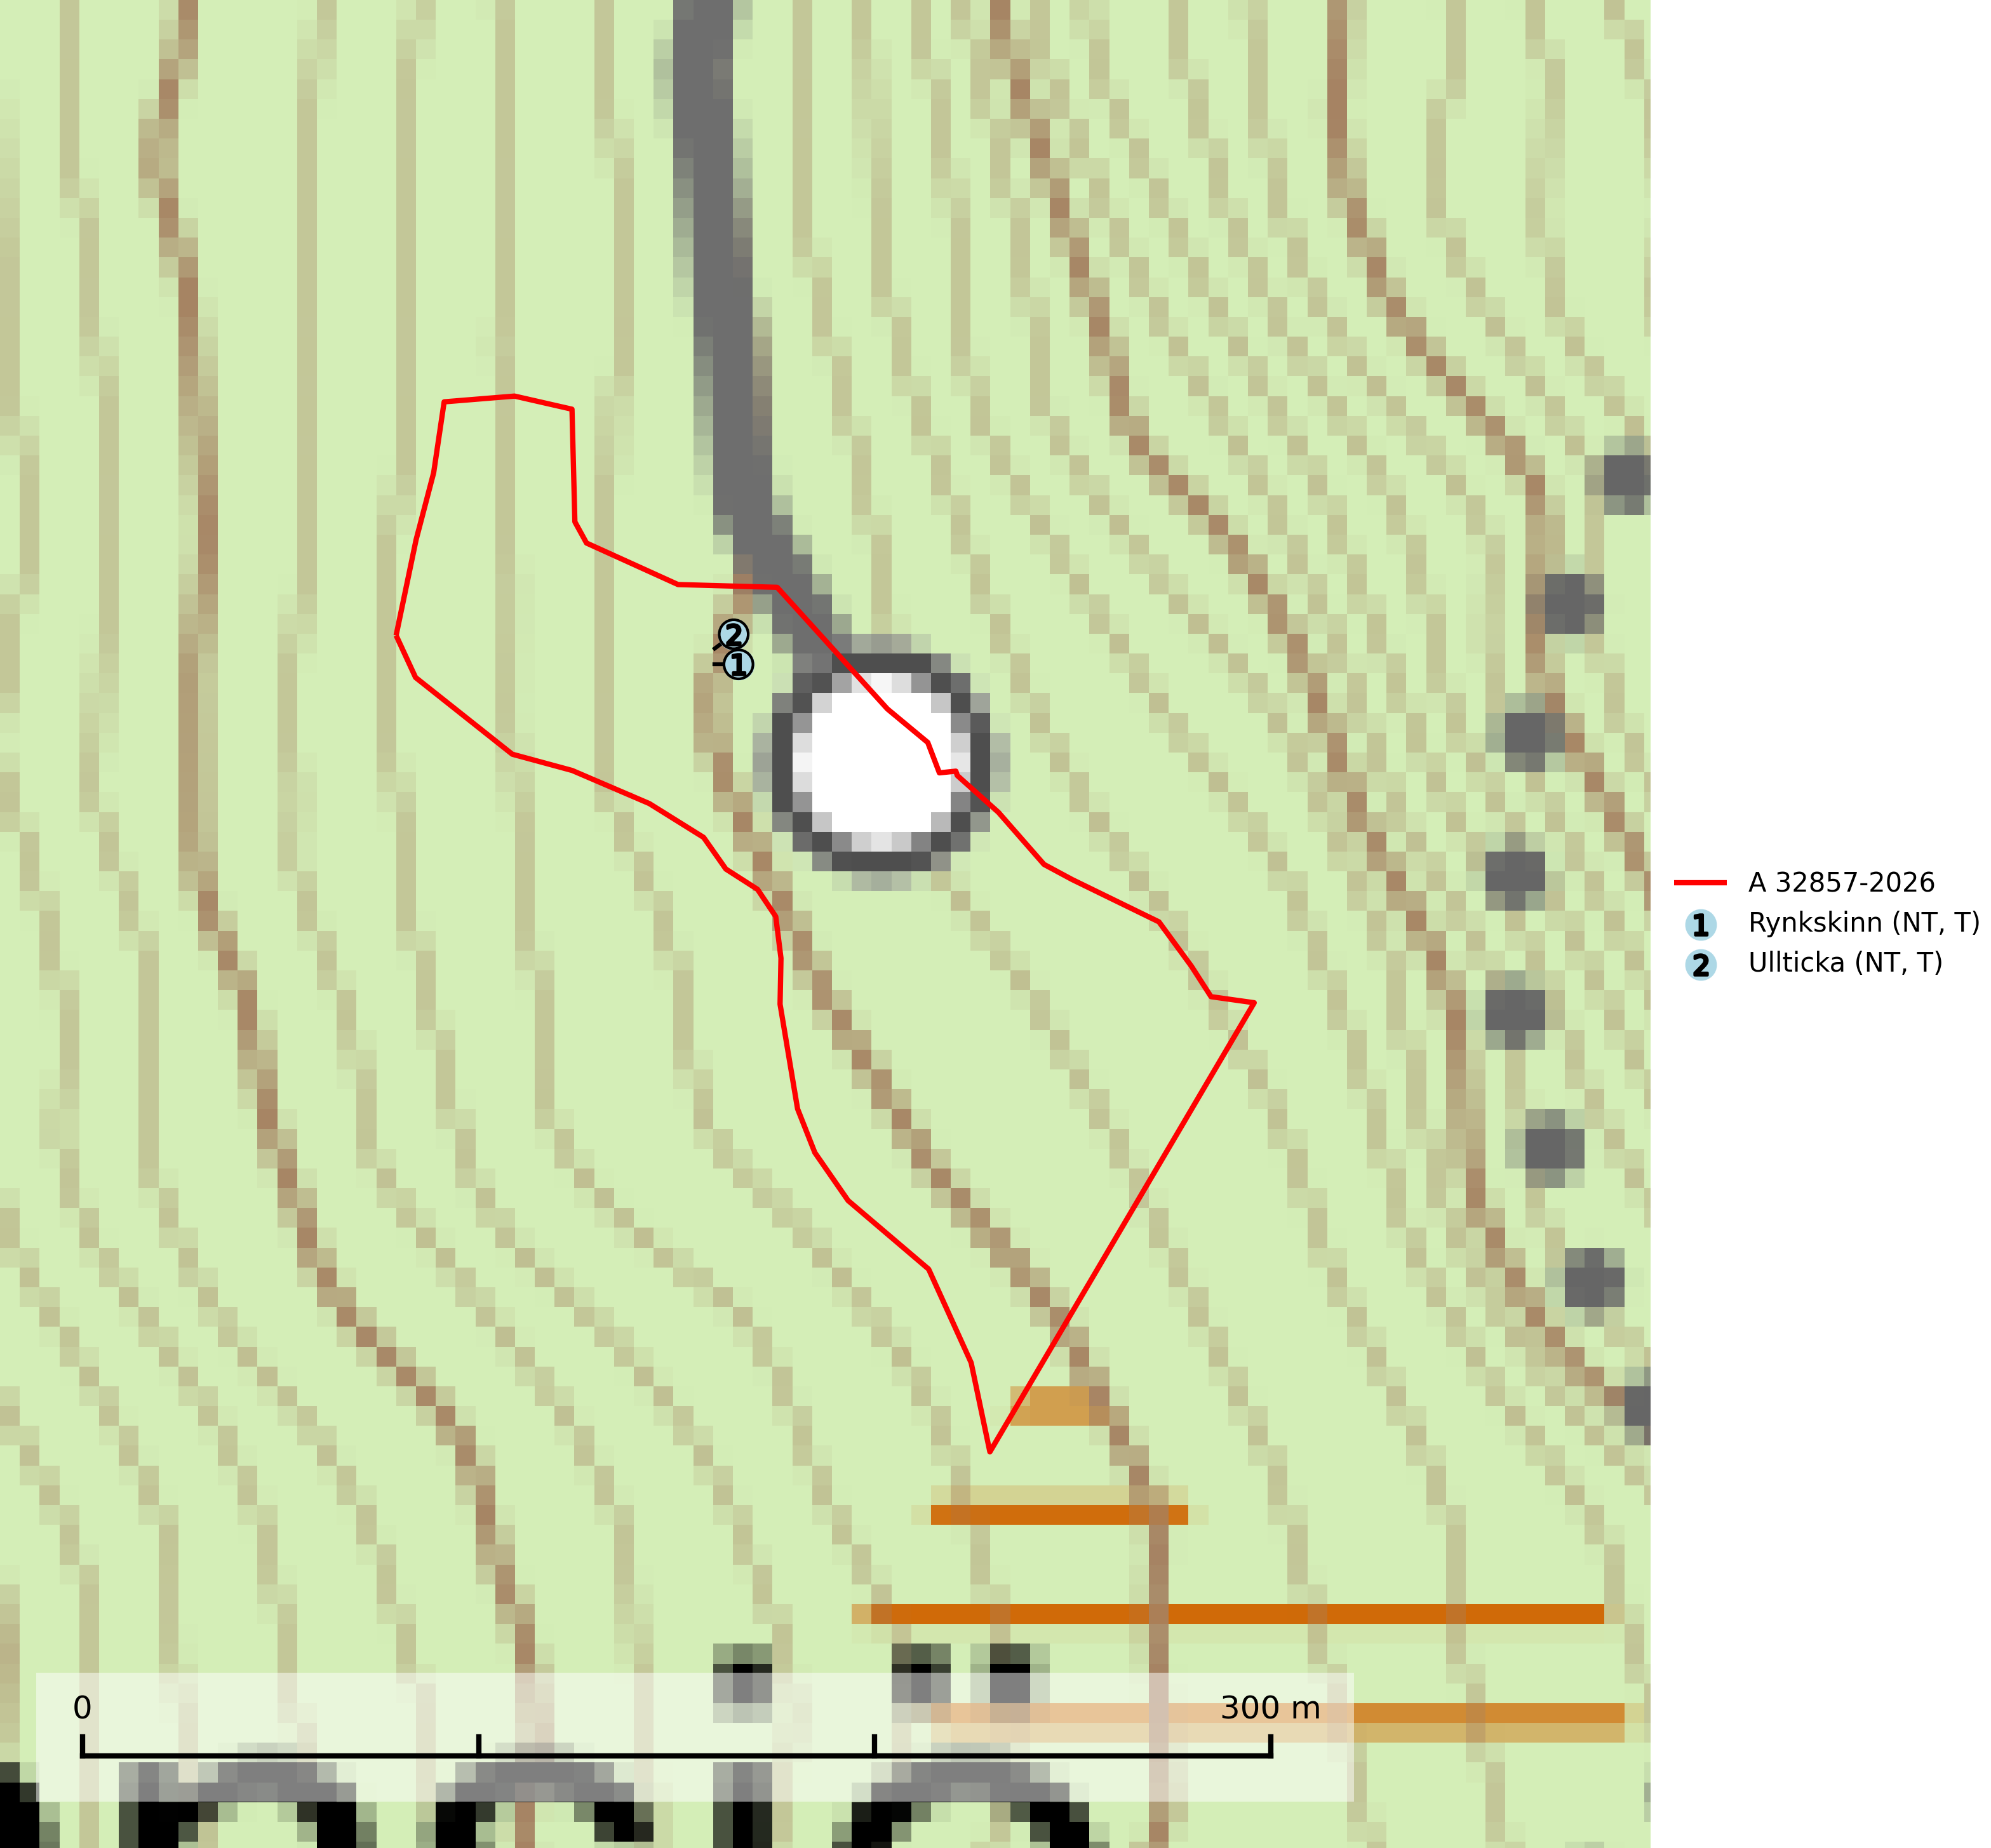 2
1
A 32857-2026
1 Rynkskinn (NT, T)
2 Ullticka (NT, T)
0 300 m